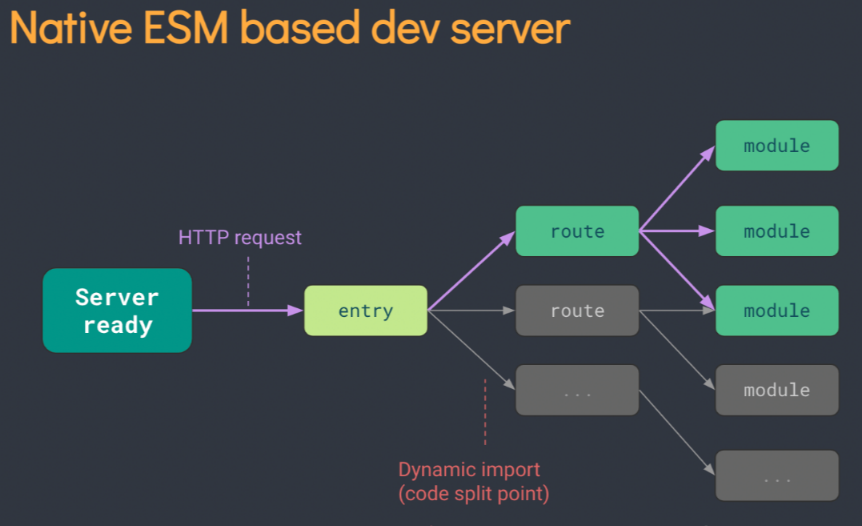 Native ESM based dev server
HTTP request
Server
ready
entry
route
route
...
module
module
module
module
...
Dynamic import
(code split point)